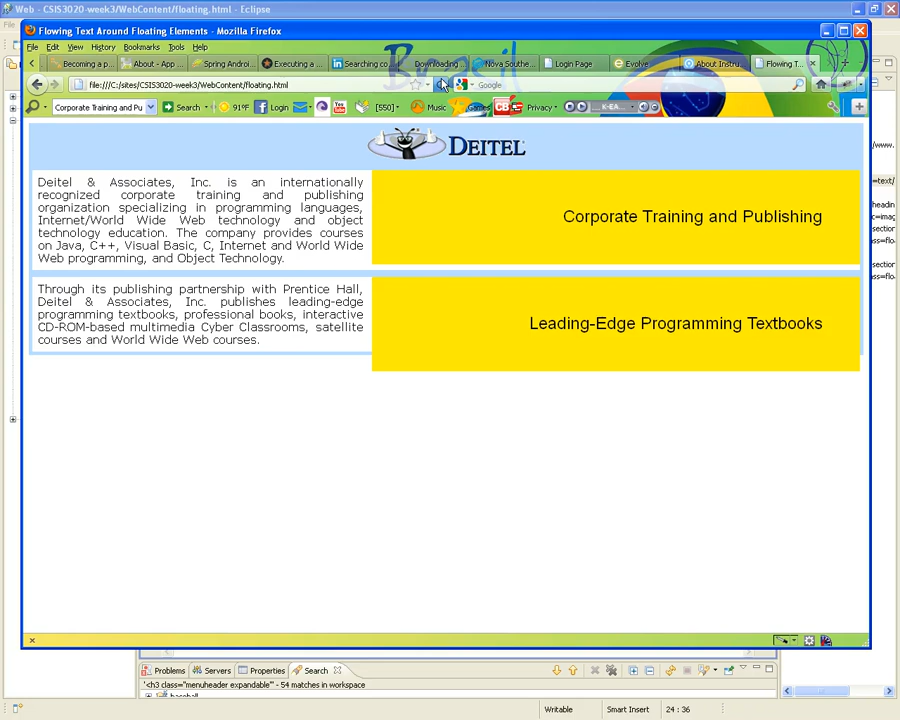 Web - CSIS3020-week3/WebContent/floating.html - Eclipse
Flowing Text Around Floating Elements - Mozilla Firefox
File Edit View History Bookmarks Tools Help
Brasil
Becoming a p... About - App ... Spring Androi... Executing a ... Searching co... Downloading Nova Southe... Login Page Evolve About Instru... Flowing T...
file:///C:/sites/CSIS3020-week3/WebContent/floating.html
Google
Corporate Training and Pu Search 919F Login [550] Music Games Privacy K-EA
DEITEL
Deitel & Associates, Inc. is an internationally
recognized corporate training and publishing
organization specializing in programming languages,
Internet/World Wide Web technology and object
technology education. The company provides courses
on Java, C++, Visual Basic, C, Internet and World Wide
Web programming, and Object Technology.
Corporate Training and Publishing
Through its publishing partnership with Prentice Hall,
Deitel & Associates, Inc. publishes leading-edge
programming textbooks, professional books, interactive
CD-ROM-based multimedia Cyber Classrooms, satellite
courses and World Wide Web courses.
Leading-Edge Programming Textbooks
Problems Servers Properties Search
'<h3 class="menuheader expandable"' - 54 matches in workspace
baseball
Writable Smart Insert 24 : 36